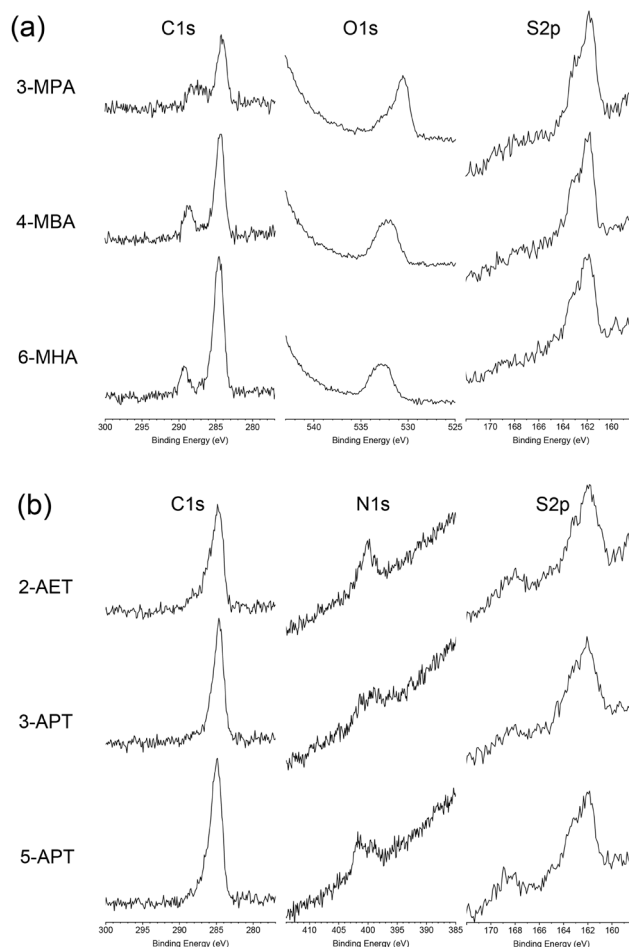 (a)
C1s O1s S2p
3-MPA
4-MBA
6-MHA
300 295 290 285 280 540 535 530 525 170 168 166 164 162 160
Binding Energy (eV) Binding Energy (eV) Binding Energy (eV)
(b)
C1s N1s S2p
2-AET
3-APT
5-APT
300 295 290 285 280 410 405 400 395 390 385 168 166 164 162 160
Binding Energy (eV) Binding Energy (eV) Binding Energy (eV)